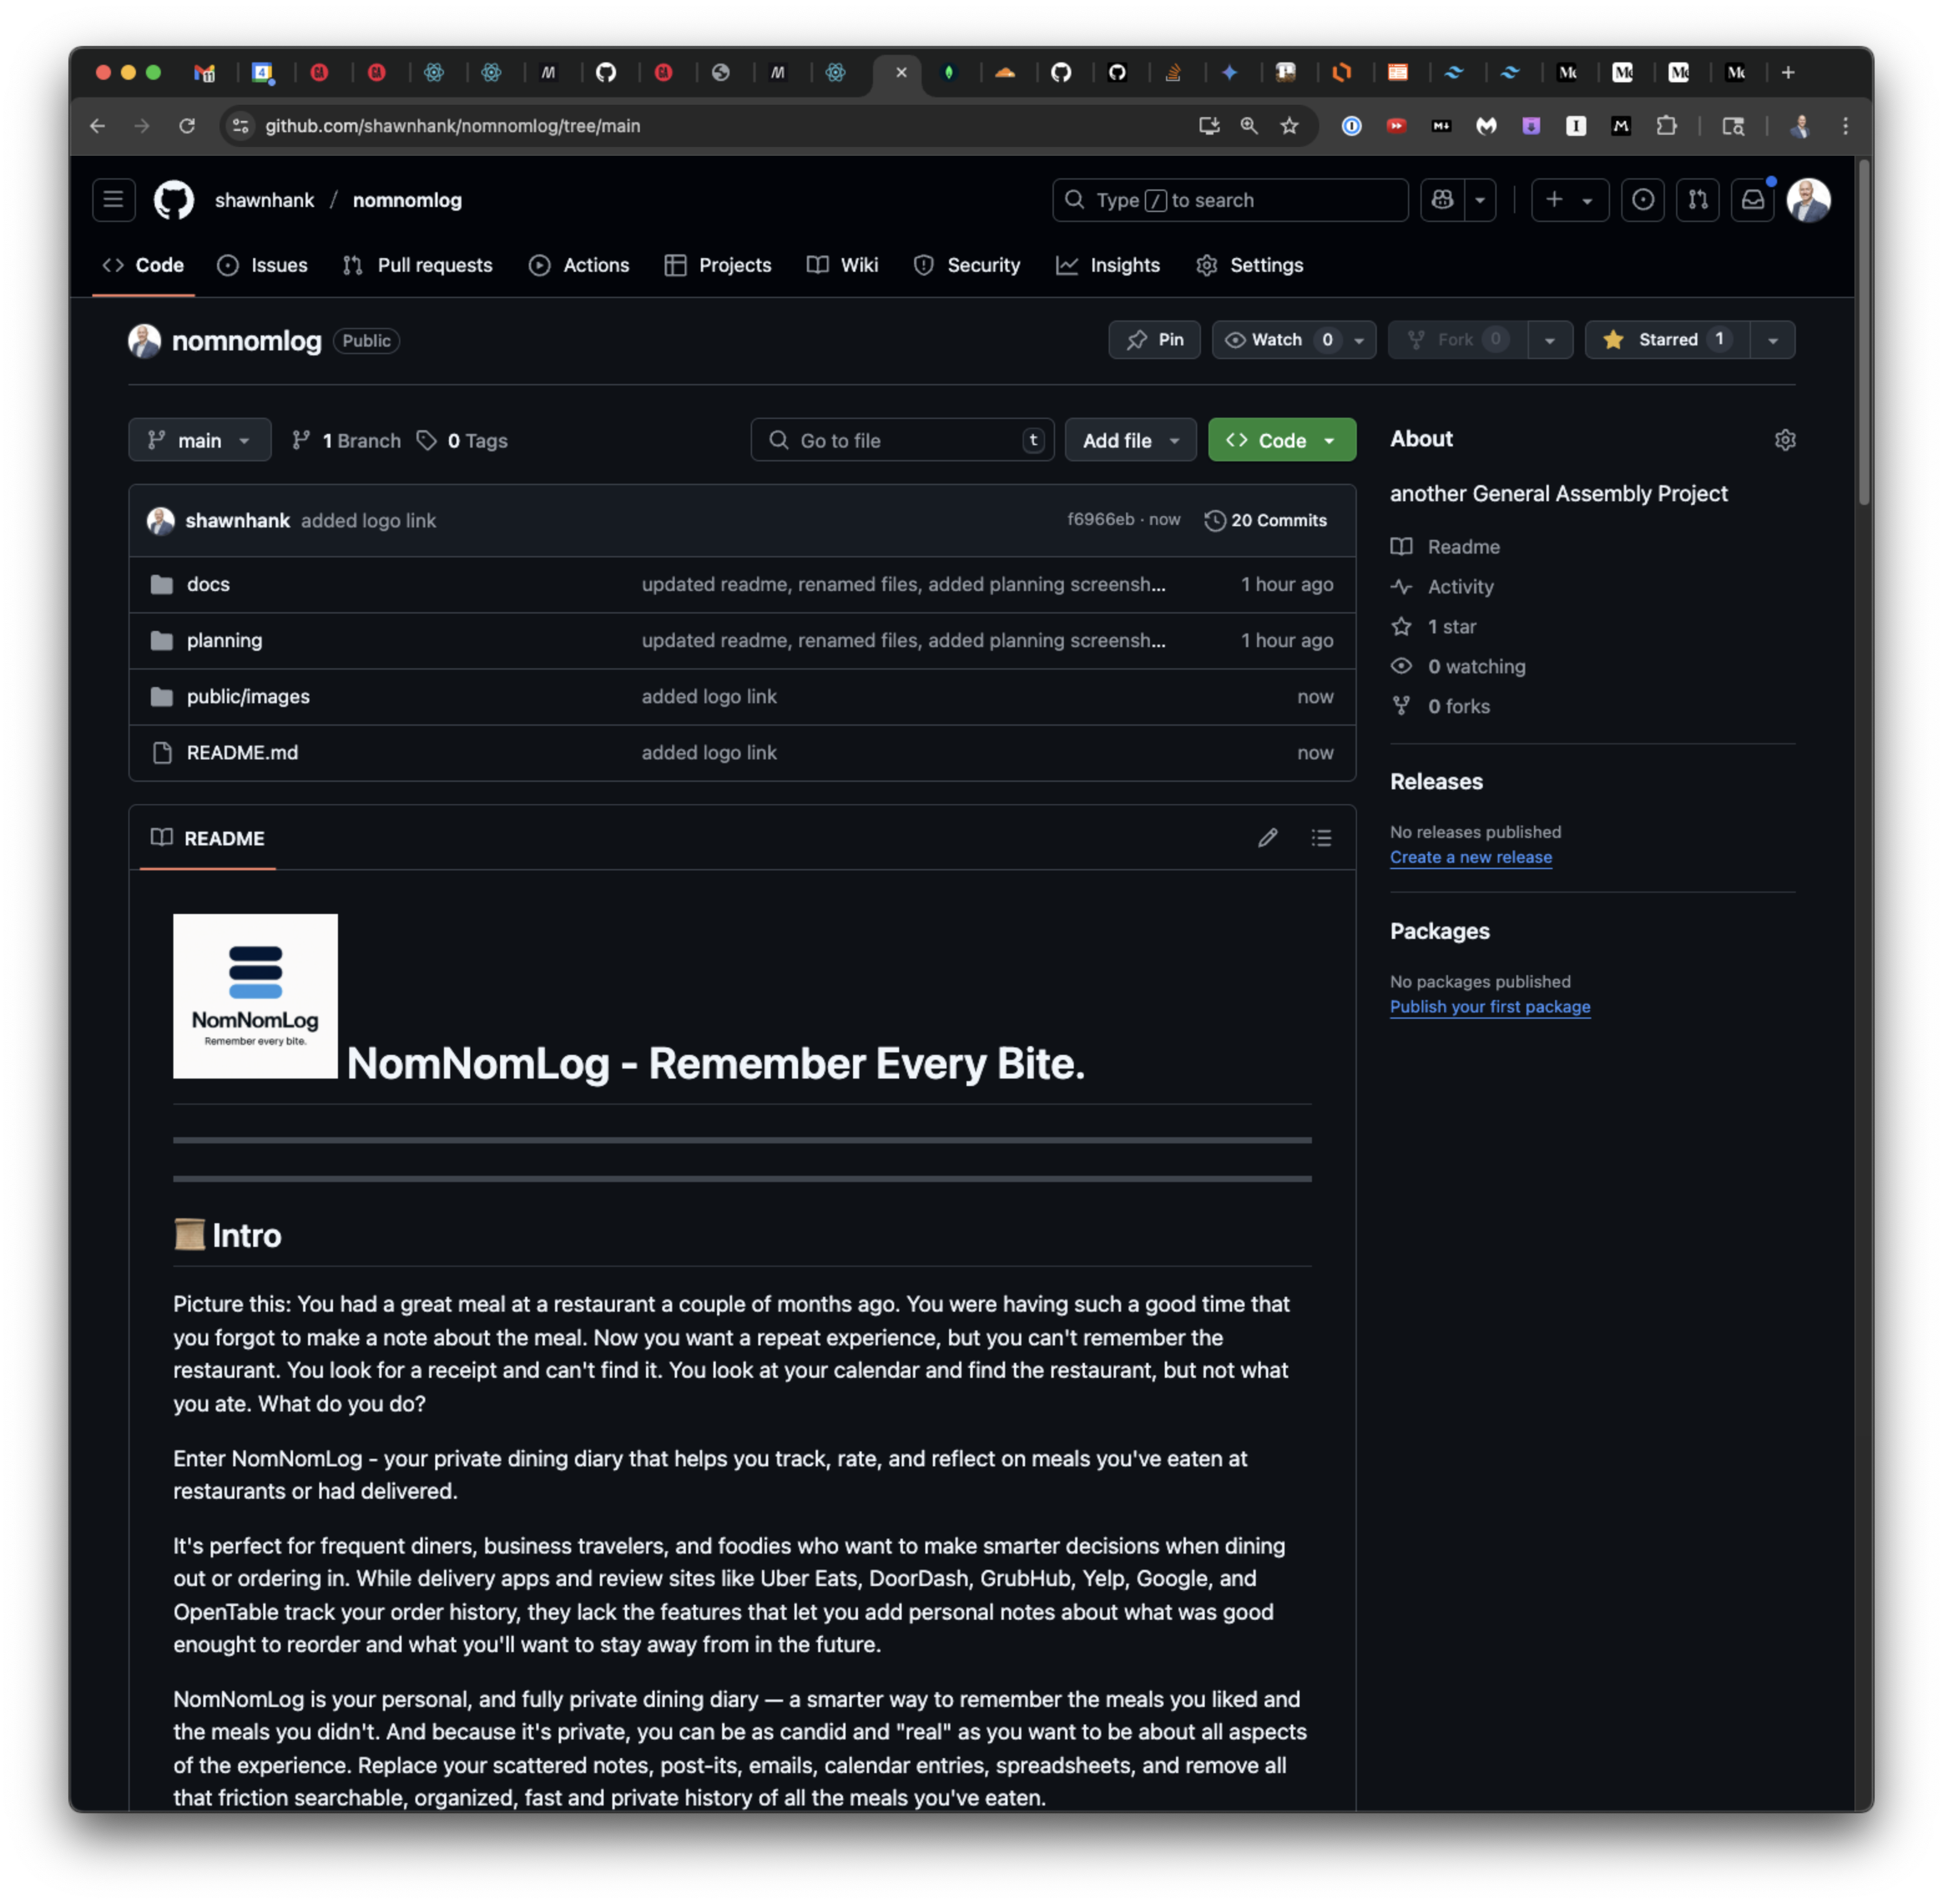 github.com/shawnhank/nomnomlog/tree/main
shawnhank / nomnomlog
Type / to search
Code Issues Pull requests Actions Projects Wiki Security Insights Settings
nomnomlog Public
Pin Watch 0 Fork 0 Starred 1
main 1 Branch 0 Tags
Go to file t Add file Code
shawnhank added logo link f6966eb · now 20 Commits
docs updated readme, renamed files, added planning screensh... 1 hour ago
planning updated readme, renamed files, added planning screensh... 1 hour ago
public/images added logo link now
README.md added logo link now
About
another General Assembly Project
Readme
Activity
1 star
0 watching
0 forks
Releases
No releases published
Create a new release
Packages
No packages published
Publish your first package
README
NomNomLog
Remember every bite.
NomNomLog - Remember Every Bite.
Intro
Picture this: You had a great meal at a restaurant a couple of months ago. You were having such a good time that
you forgot to make a note about the meal. Now you want a repeat experience, but you can't remember the
restaurant. You look for a receipt and can't find it. You look at your calendar and find the restaurant, but not what
you ate. What do you do?
Enter NomNomLog - your private dining diary that helps you track, rate, and reflect on meals you've eaten at
restaurants or had delivered.
It's perfect for frequent diners, business travelers, and foodies who want to make smarter decisions when dining
out or ordering in. While delivery apps and review sites like Uber Eats, DoorDash, GrubHub, Yelp, Google, and
OpenTable track your order history, they lack the features that let you add personal notes about what was good
enought to reorder and what you'll want to stay away from in the future.
NomNomLog is your personal, and fully private dining diary — a smarter way to remember the meals you liked and
the meals you didn't. And because it's private, you can be as candid and "real" as you want to be about all aspects
of the experience. Replace your scattered notes, post-its, emails, calendar entries, spreadsheets, and remove all
that friction searchable, organized, fast and private history of all the meals you've eaten.